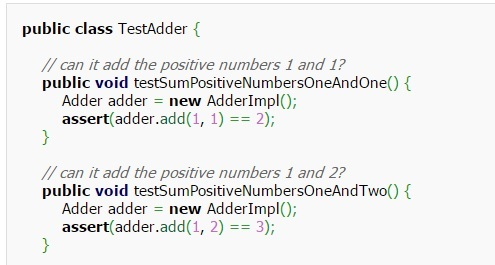 public class TestAdder {
// can it add the positive numbers 1 and 1?
public void testSumPositiveNumbersOneAndOne() {
Adder adder = new AdderImpl();
assert(adder.add(1, 1) == 2);
}
// can it add the positive numbers 1 and 2?
public void testSumPositiveNumbersOneAndTwo() {
Adder adder = new AdderImpl();
assert(adder.add(1, 2) == 3);
}